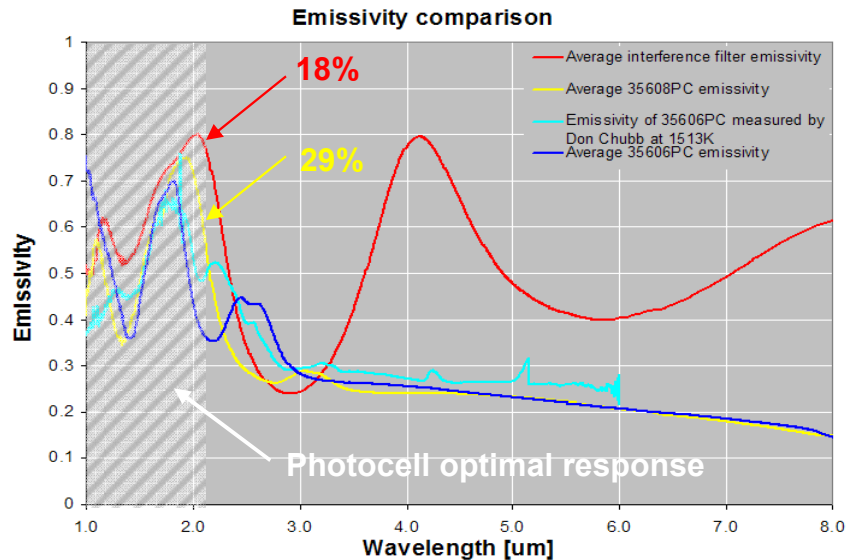 Emissivity comparison
1
0.9
0.8
0.7
0.6
0.5
0.4
0.3
0.2
0.1
0
Emissivity
18%
29%
Average interference filter emissivity
Average 35608PC emissivity
Emissivity of 35606PC measured by
Don Chubb at 1513K
Average 35606PC emissivity
Photocell optimal response
1.0 2.0 3.0 4.0 5.0 6.0 7.0 8.0
Wavelength [um]